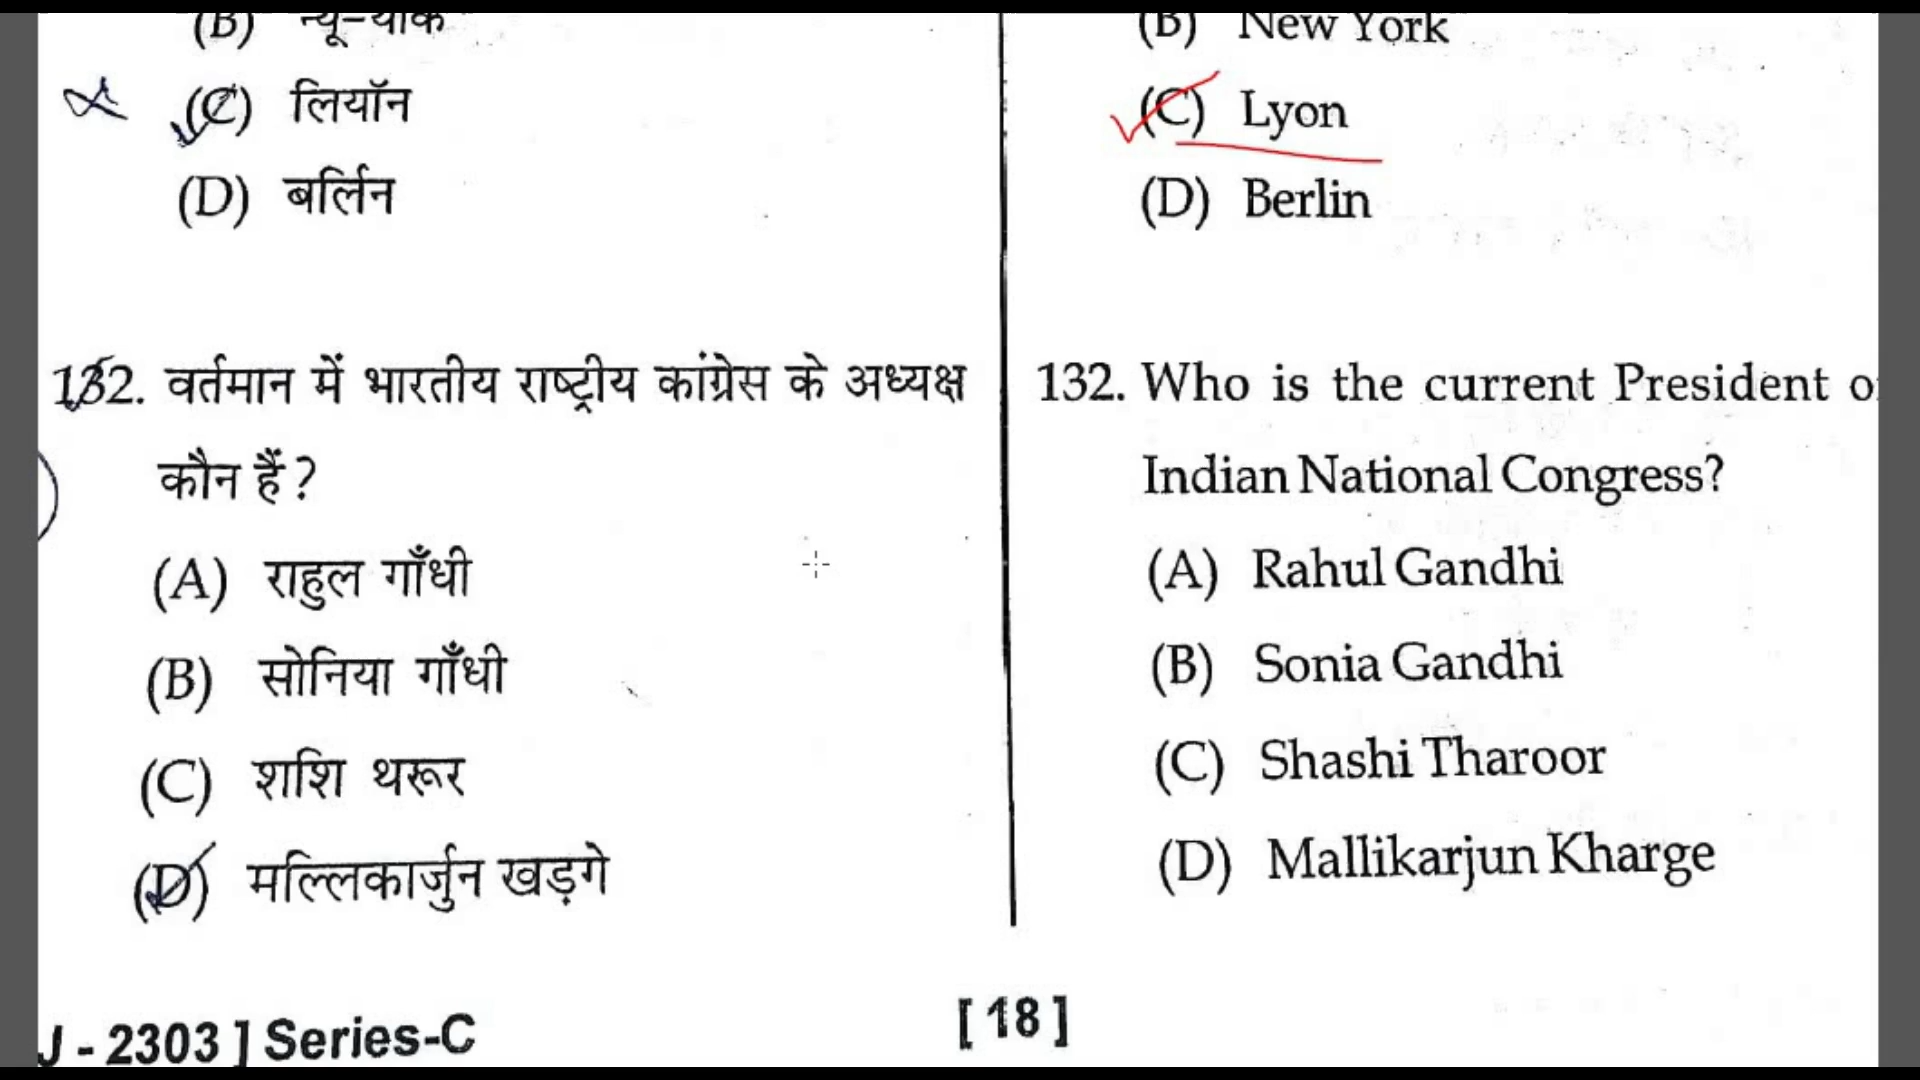 (B) न्यू-यॉर्क
(C) लियॉन
(D) बर्लिन
132. वर्तमान में भारतीय राष्ट्रीय कांग्रेस के अध्यक्ष
कौन हैं ?
(A) राहुल गाँधी
(B) सोनिया गाँधी
(C) शशि थरूर
(D) मल्लिकार्जुन खड़गे
(B) New York
(C) Lyon
(D) Berlin
132. Who is the current President o
Indian National Congress?
(A) Rahul Gandhi
(B) Sonia Gandhi
(C) Shashi Tharoor
(D) Mallikarjun Kharge
J - 2303 ] Series-C
[ 18 ]